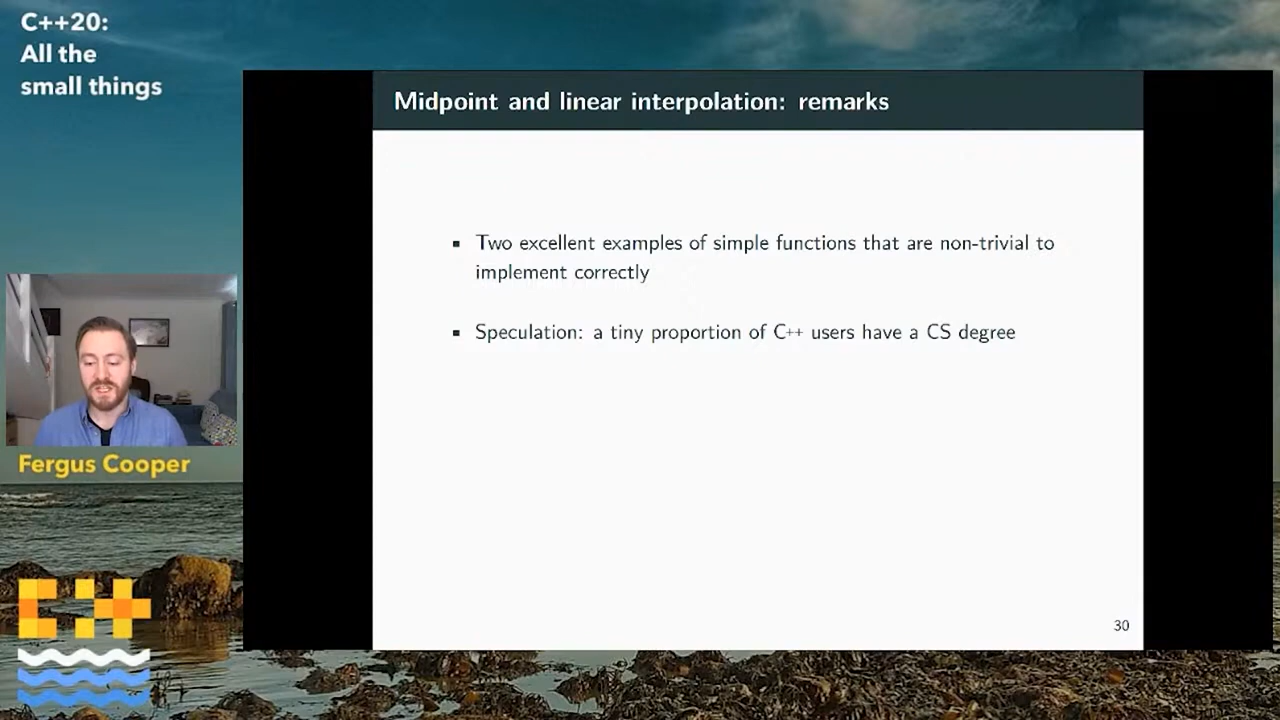 C++20:
All the
small things
Midpoint and linear interpolation: remarks
▪ Two excellent examples of simple functions that are non-trivial to
implement correctly
▪ Speculation: a tiny proportion of C++ users have a CS degree
Fergus Cooper
C++
30